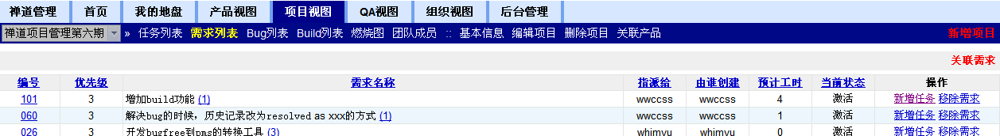 禅道管理 首页 我的地盘 产品视图 项目视图 QA视图 组织视图 后台管理
禅道项目管理第六期 » 任务列表 需求列表 Bug列表 Build列表 燃烧图 团队成员 :: 基本信息 编辑项目 删除项目 关联产品 新增项目
关联需求
编号 优先级 需求名称 指派给 由谁创建 预计工时 当前状态 操作
101 3 增加build功能 (1) wwccss wwccss 4 激活 新增任务 移除需求
060 3 解决bug的时候，历史记录改为resolved as xxx的方式 (1) wwccss wwccss 1 激活 新增任务 移除需求
026 3 开发bugfree到pms的转换工具 (3) whimyu whimyu 0 激活 新增任务 移除需求